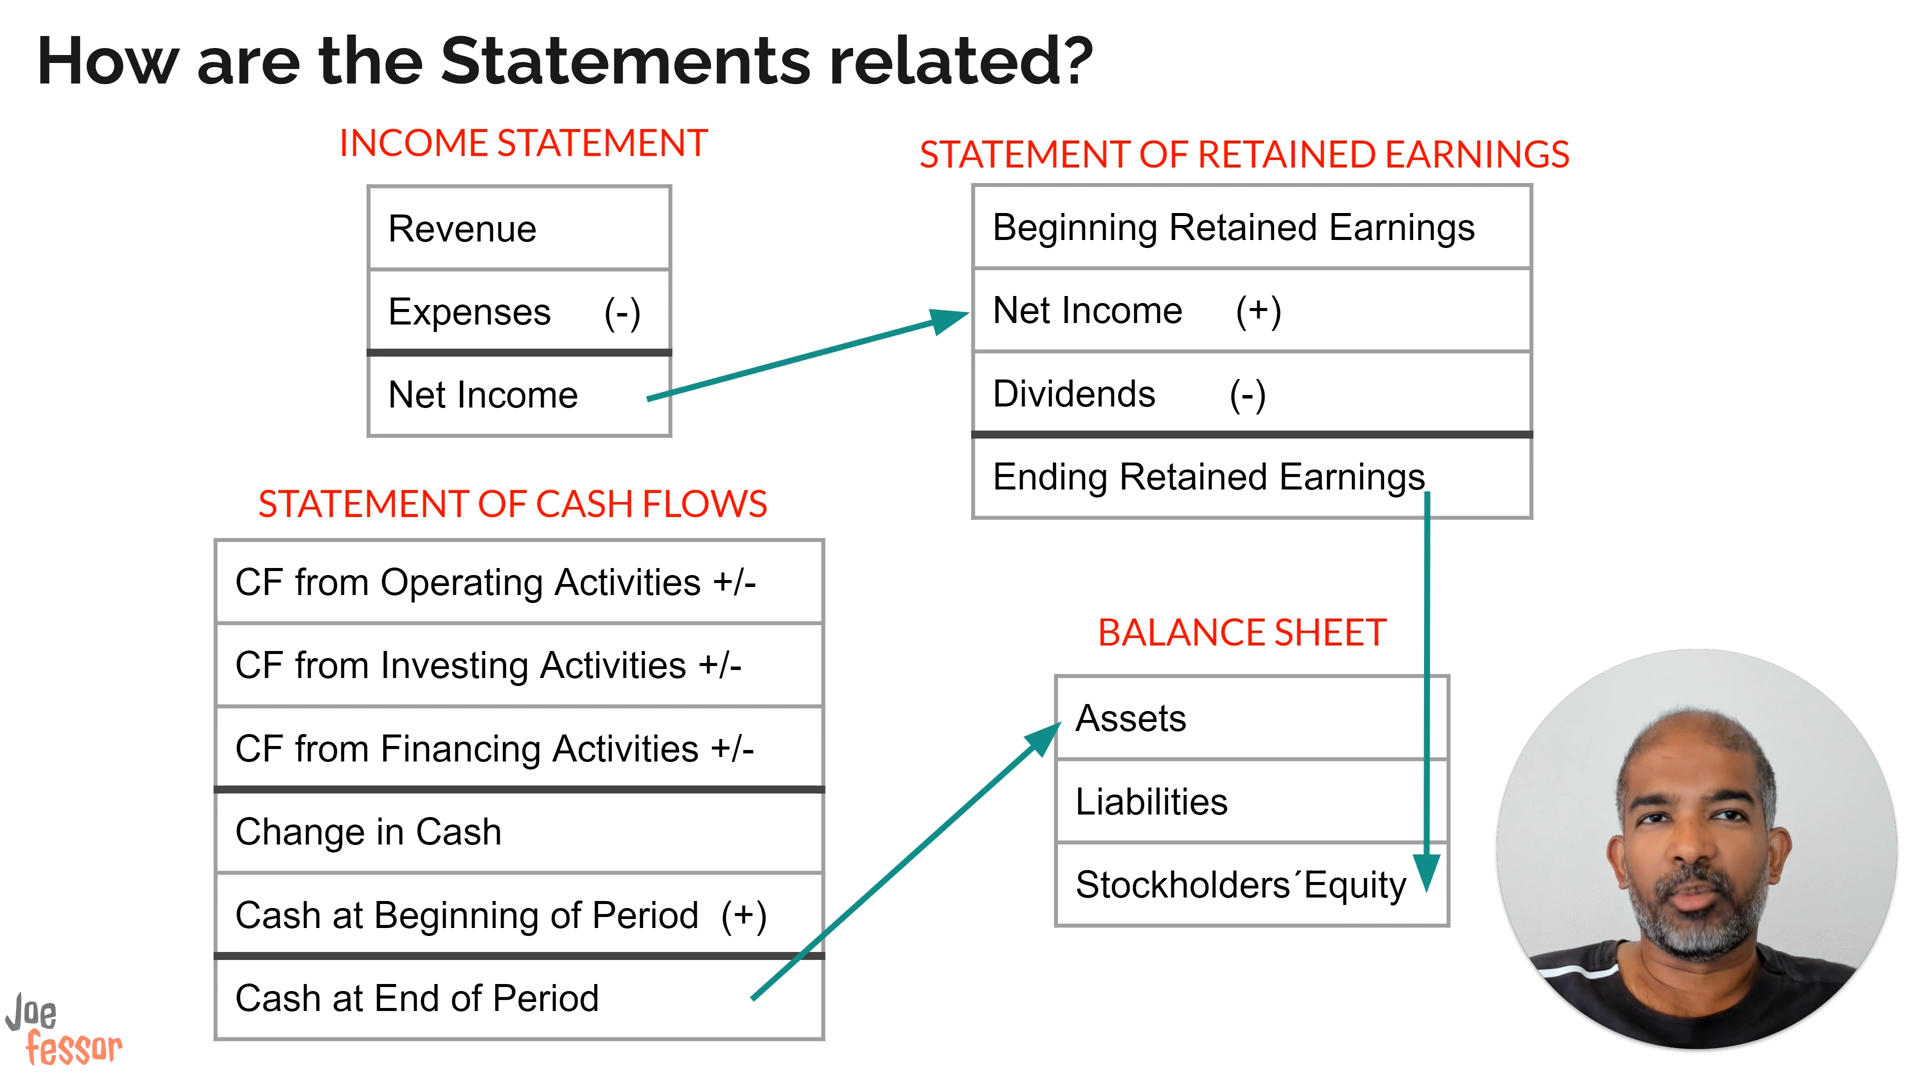 How are the Statements related?
INCOME STATEMENT
Revenue
Expenses (-)
Net Income
STATEMENT OF RETAINED EARNINGS
Beginning Retained Earnings
Net Income (+)
Dividends (-)
Ending Retained Earnings
STATEMENT OF CASH FLOWS
CF from Operating Activities +/-
CF from Investing Activities +/-
CF from Financing Activities +/-
Change in Cash
Cash at Beginning of Period (+)
Cash at End of Period
BALANCE SHEET
Assets
Liabilities
Stockholders´Equity
Joe
fessor